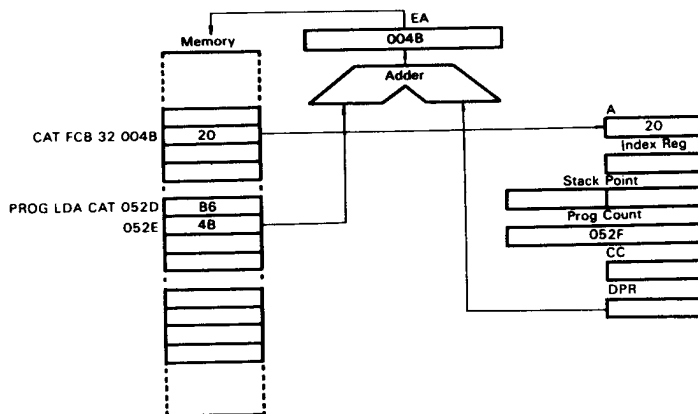 EA
004B
Memory
Adder
A
CAT FCB 32 004B 20
20
Index Reg
Stack Point
PROG LDA CAT 052D B6
052E 4B
Prog Count
052F
CC
DPR